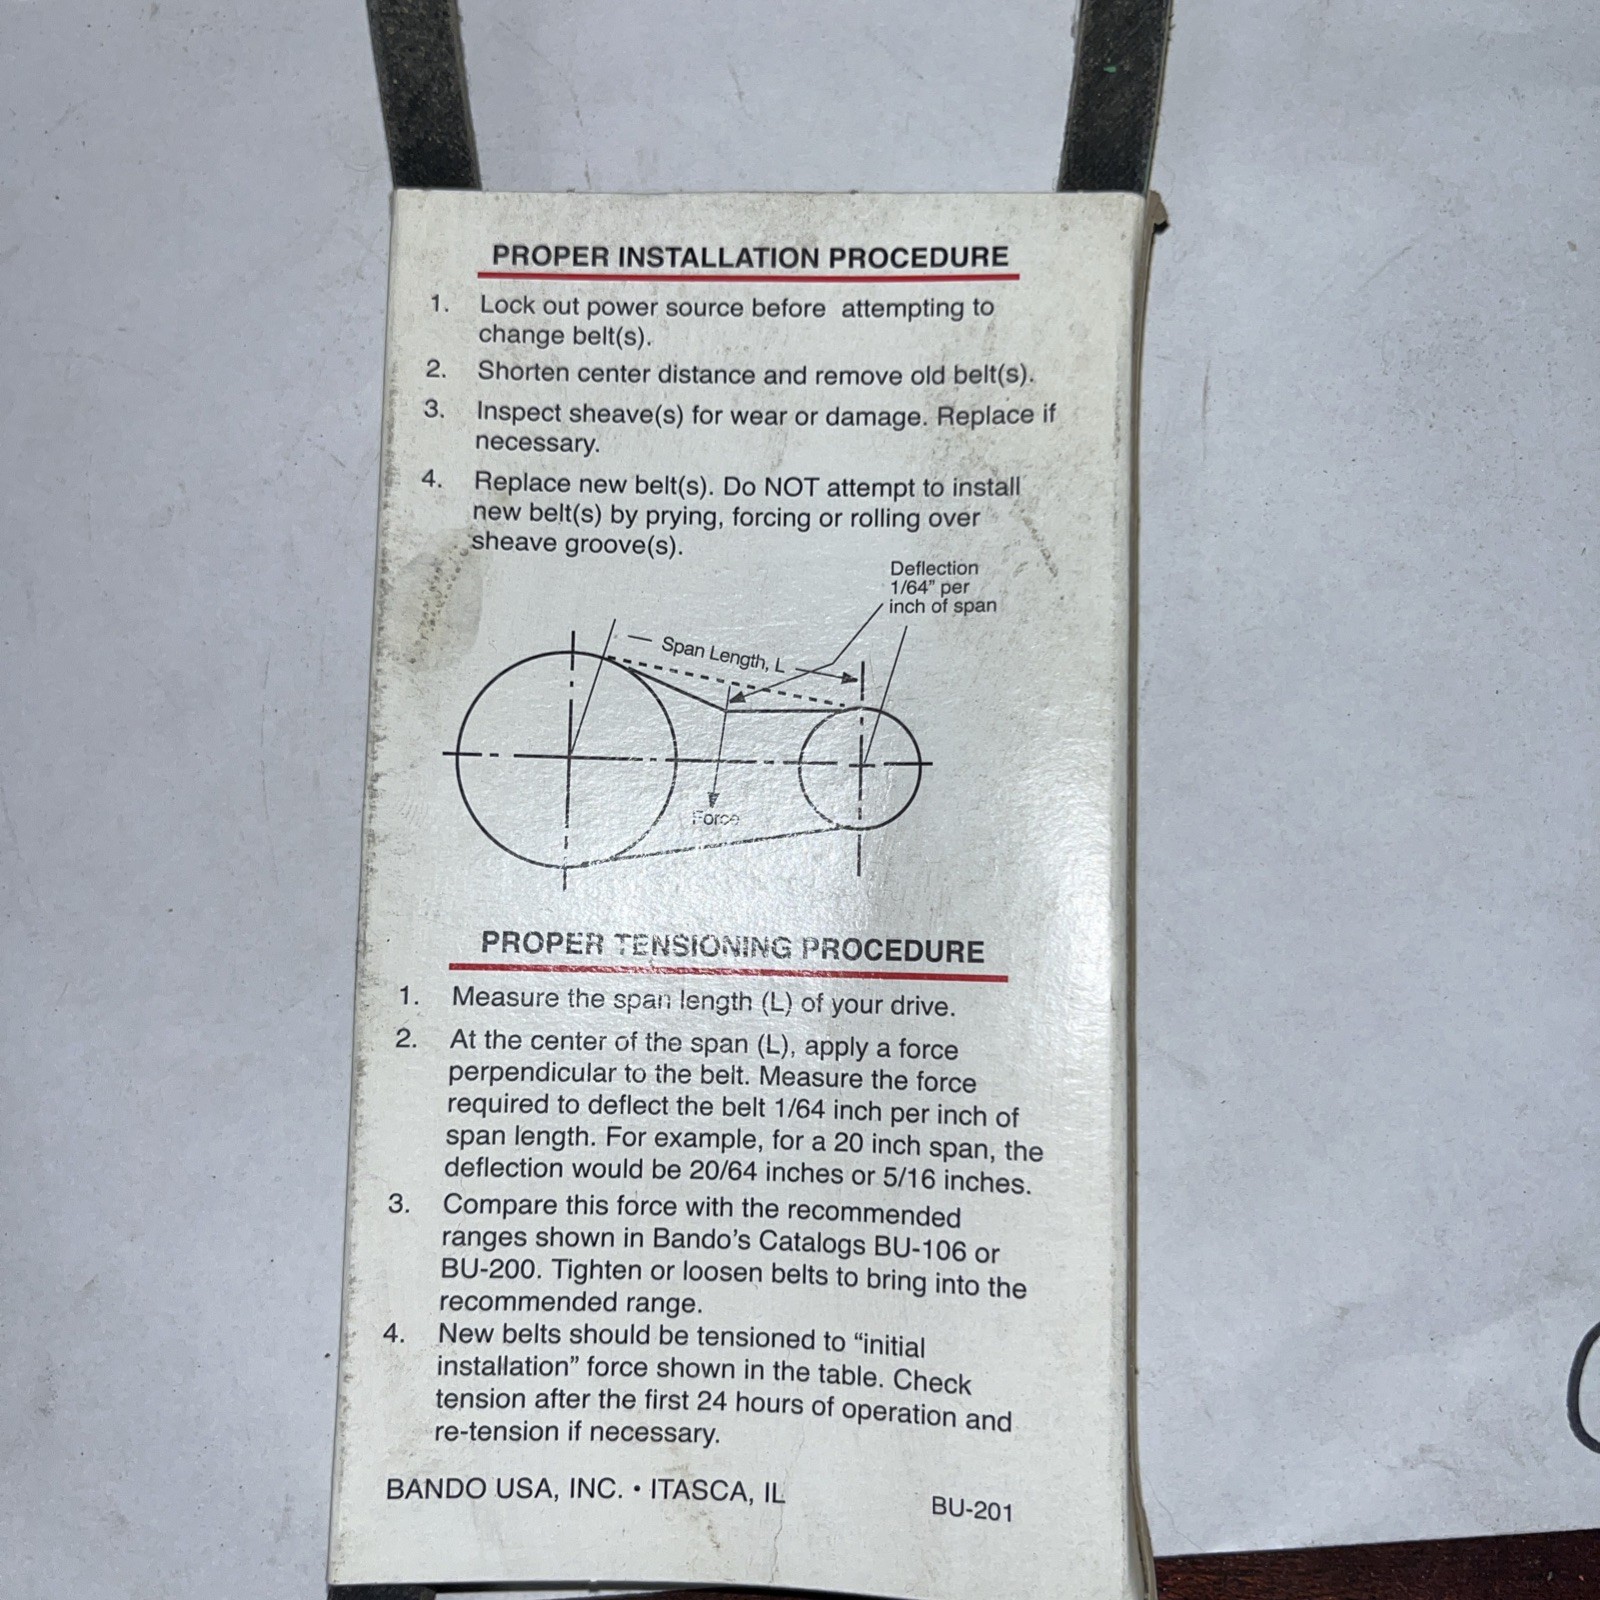 PROPER INSTALLATION PROCEDURE
1. Lock out power source before attempting to
change belt(s).
2. Shorten center distance and remove old belt(s).
3. Inspect sheave(s) for wear or damage. Replace if
necessary.
4. Replace new belt(s). Do NOT attempt to install
new belt(s) by prying, forcing or rolling over
sheave groove(s).
Deflection
1/64" per
inch of span
Span Length, L
Force
PROPER TENSIONING PROCEDURE
1. Measure the span length (L) of your drive.
2. At the center of the span (L), apply a force
perpendicular to the belt. Measure the force
required to deflect the belt 1/64 inch per inch of
span length. For example, for a 20 inch span, the
deflection would be 20/64 inches or 5/16 inches.
3. Compare this force with the recommended
ranges shown in Bando's Catalogs BU-106 or
BU-200. Tighten or loosen belts to bring into the
recommended range.
4. New belts should be tensioned to “initial
installation” force shown in the table. Check
tension after the first 24 hours of operation and
re-tension if necessary.
BANDO USA, INC. • ITASCA, IL
BU-201